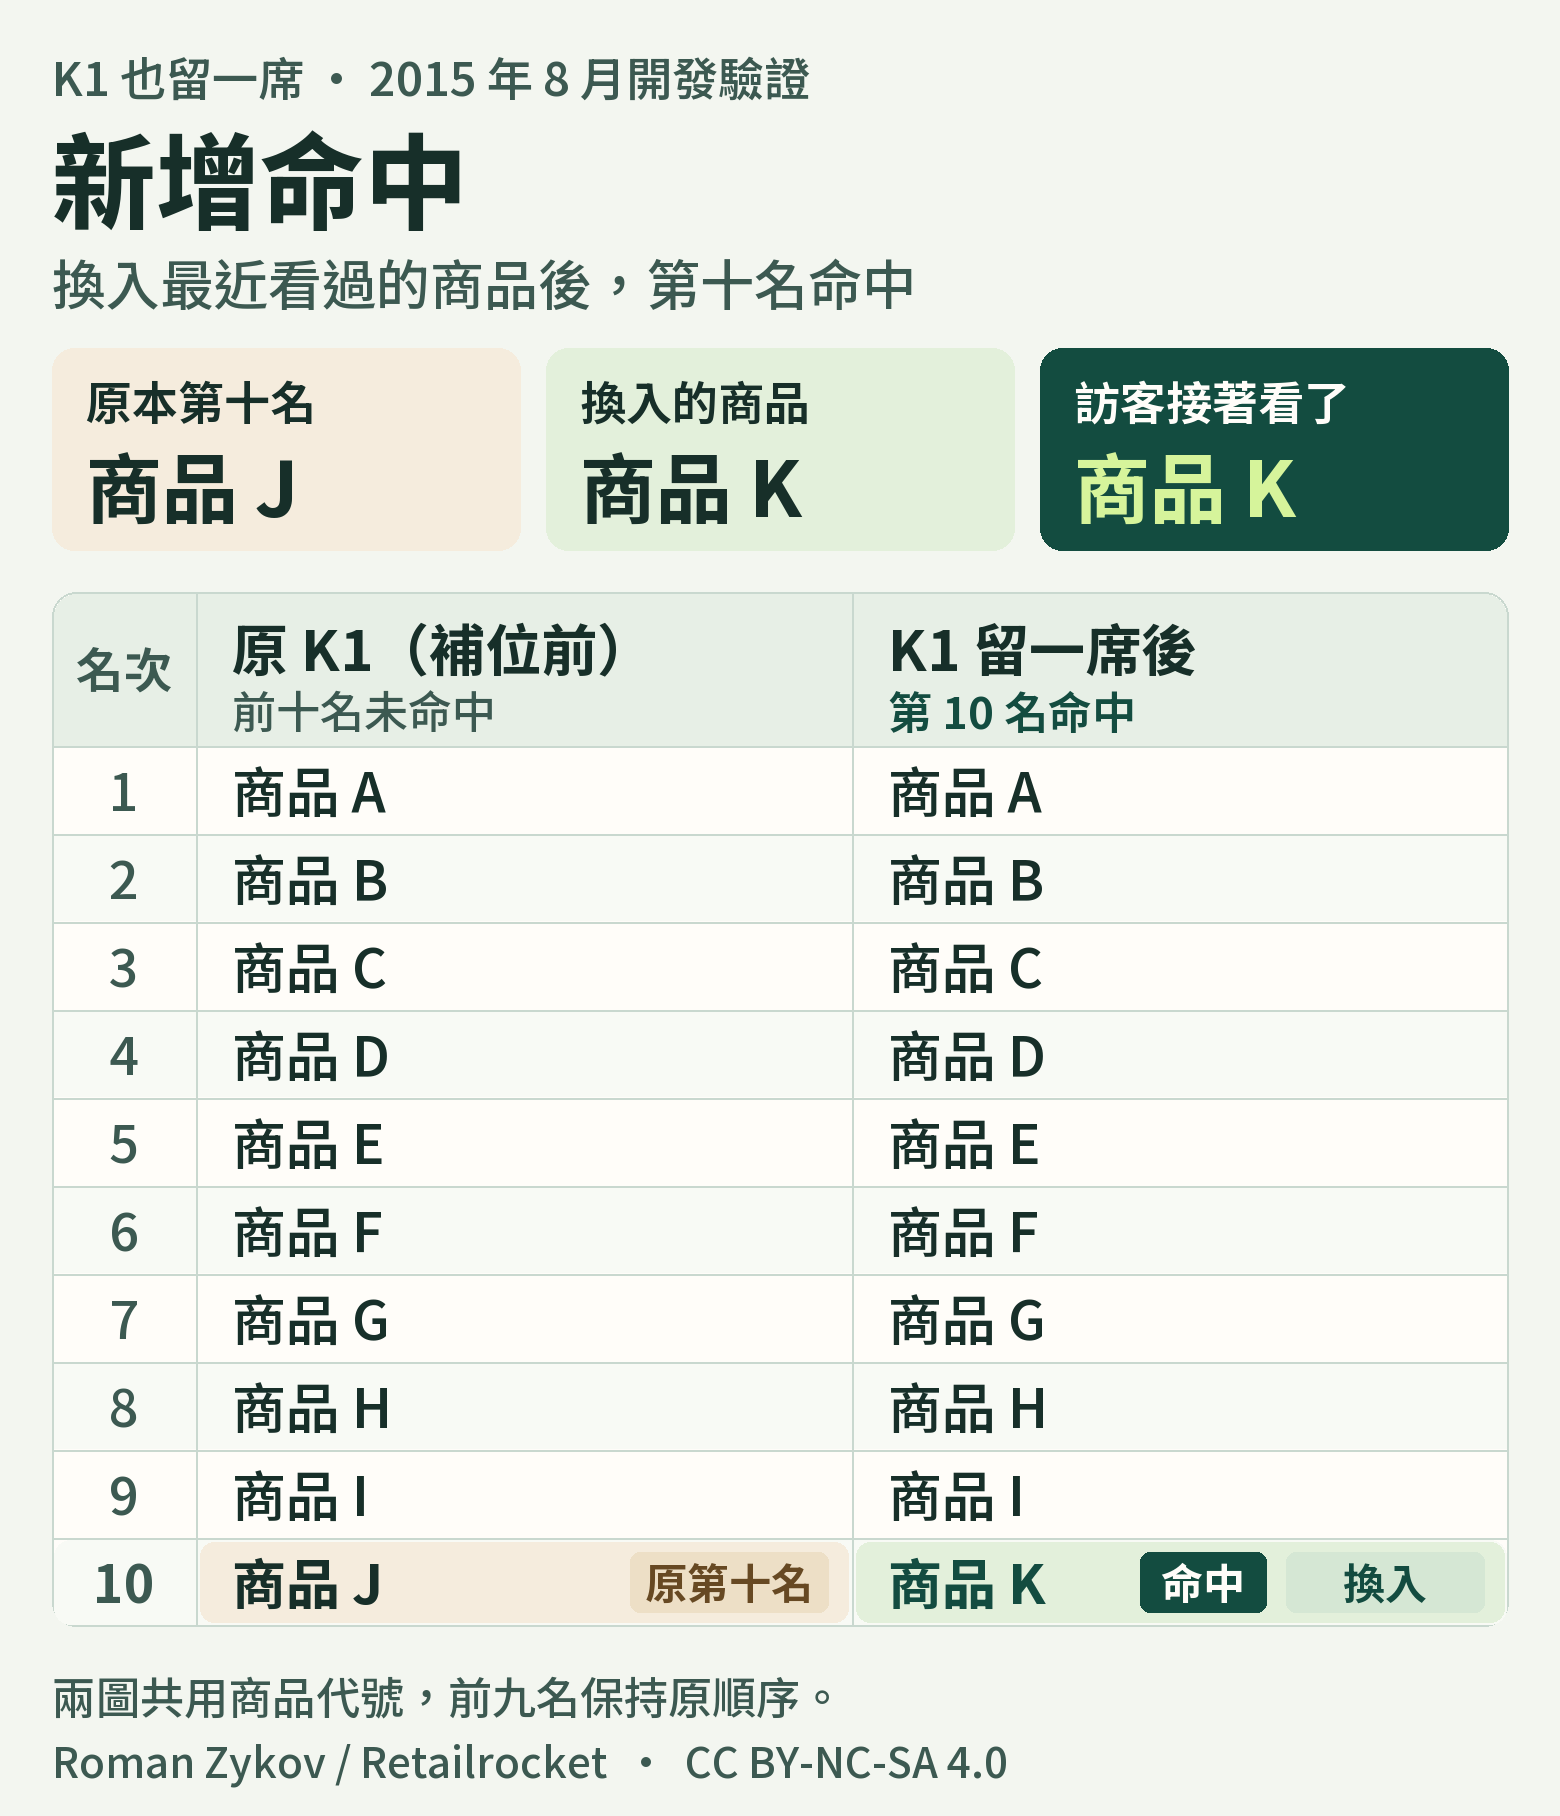 K1 也留一席 • 2015 年 8 月開發驗證
新增命中
換入最近看過的商品後，第十名命中
原本第十名
商品 J
換入的商品
商品 K
訪客接著看了
商品 K
名次
原 K1（補位前）
前十名未命中
K1 留一席後
第 10 名命中
1 商品 A 商品 A
2 商品 B 商品 B
3 商品 C 商品 C
4 商品 D 商品 D
5 商品 E 商品 E
6 商品 F 商品 F
7 商品 G 商品 G
8 商品 H 商品 H
9 商品 I 商品 I
10 商品 J 原第十名 商品 K 命中 換入
兩圖共用商品代號，前九名保持原順序。
Roman Zykov / Retailrocket • CC BY-NC-SA 4.0